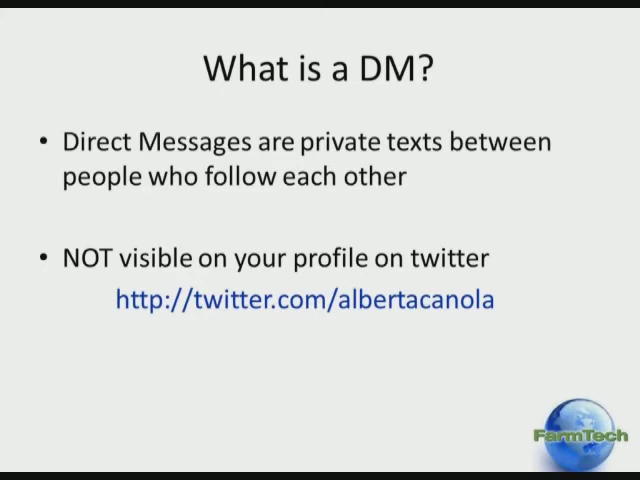 What is a DM?
• Direct Messages are private texts between
people who follow each other
• NOT visible on your profile on twitter
http://twitter.com/albertacanola
FarmTech